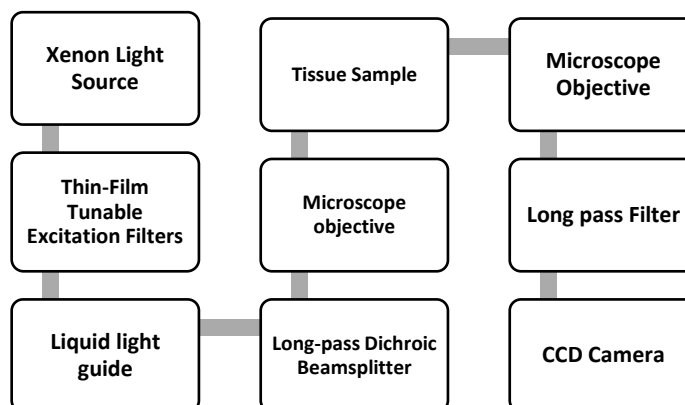 Xenon Light
Source
Thin-Film
Tunable
Excitation Filters
Liquid light
guide
Long-pass Dichroic
Beamsplitter
Microscope
objective
Tissue Sample
Microscope
Objective
Long pass Filter
CCD Camera